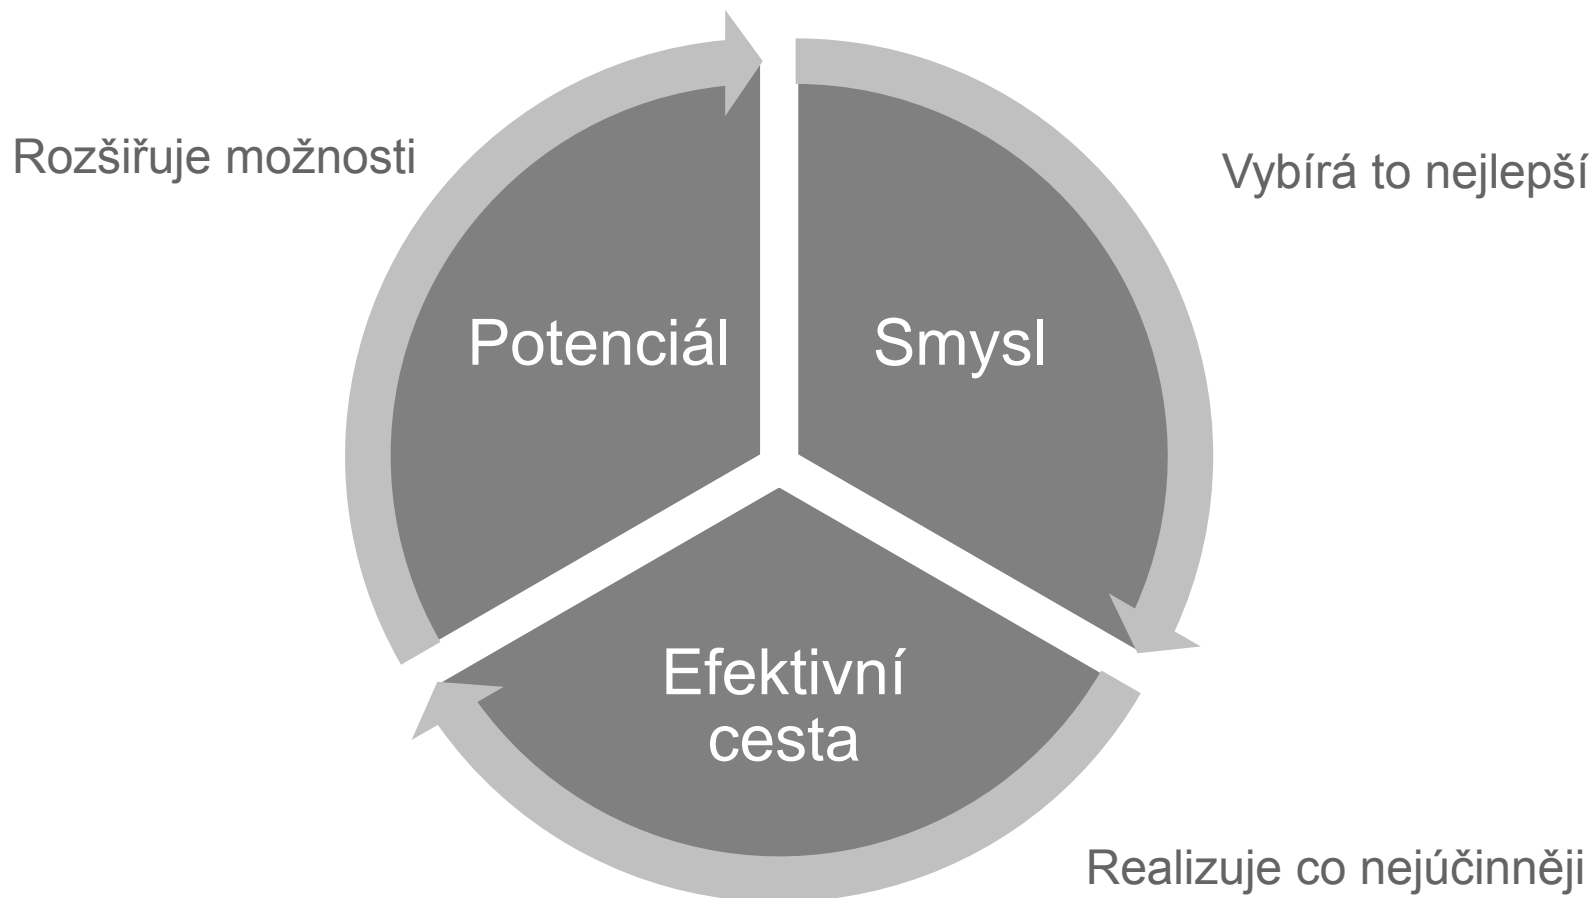 Rozšiřuje možnosti
Vybírá to nejlepší
Potenciál
Smysl
Efektivní
cesta
Realizuje co nejúčinněji